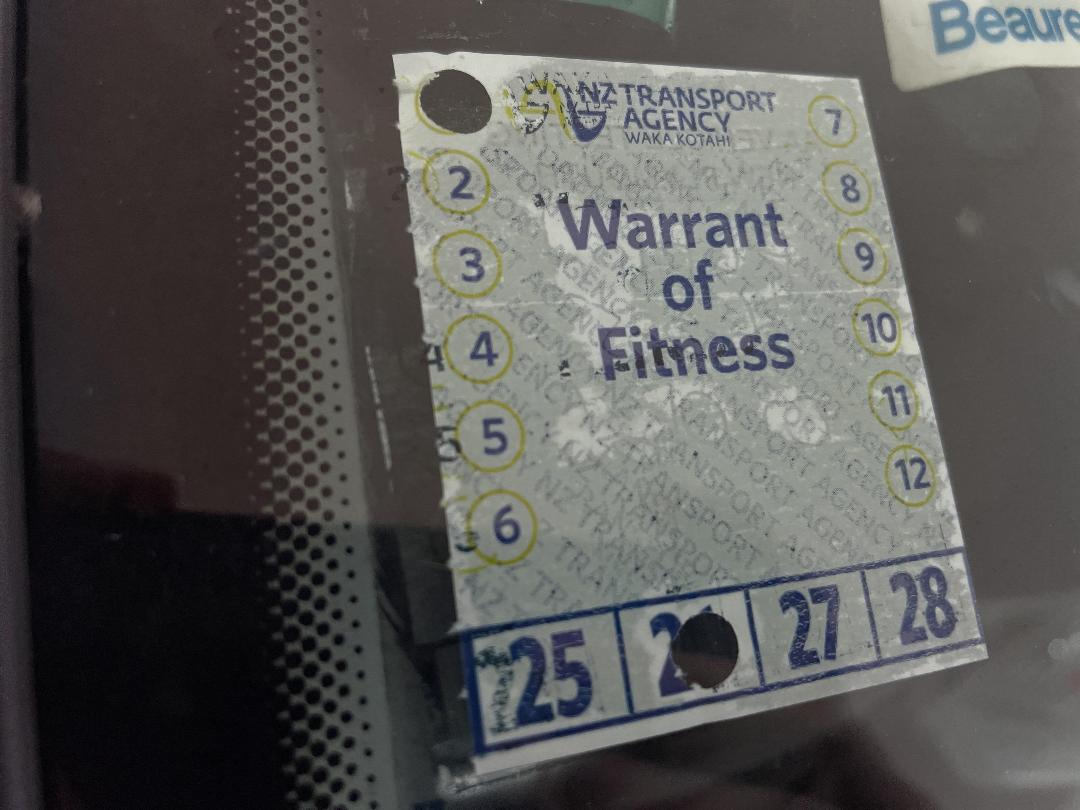 Beaure
NZ TRANSPORT
AGENCY
WAKA KOTAHI
7
2
8
3
9
4
10
5
11
6
12
Warrant
of
Fitness
25
2
27
28